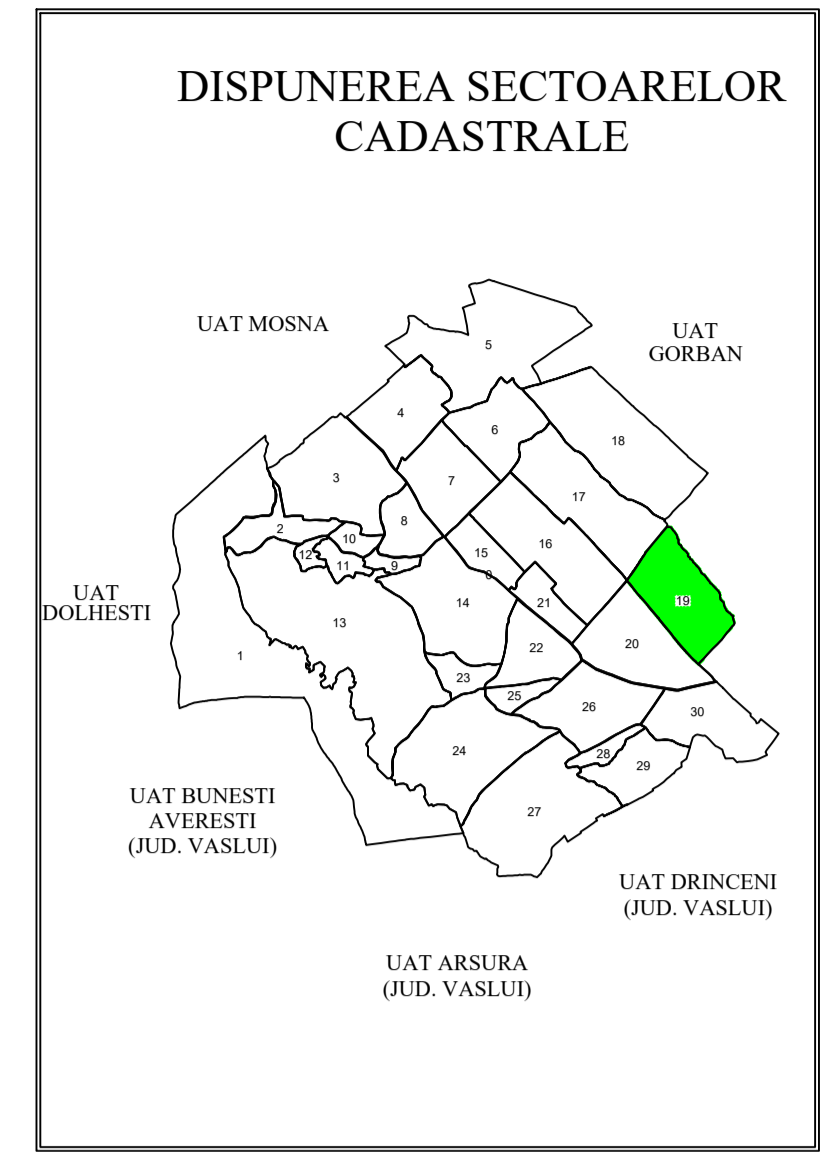 DISPUNEREA SECTOARELOR
CADASTRALE
UAT MOSNA
UAT
GORBAN
5
4
6
18
3
7
17
8
2
10
16
15
12
11
9
0
UAT
DOLHESTI
14
21
19
13
20
1
22
23
25
26
30
24
28
29
27
UAT BUNESTI
AVERESTI
(JUD. VASLUI)
UAT DRINCENI
(JUD. VASLUI)
UAT ARSURA
(JUD. VASLUI)